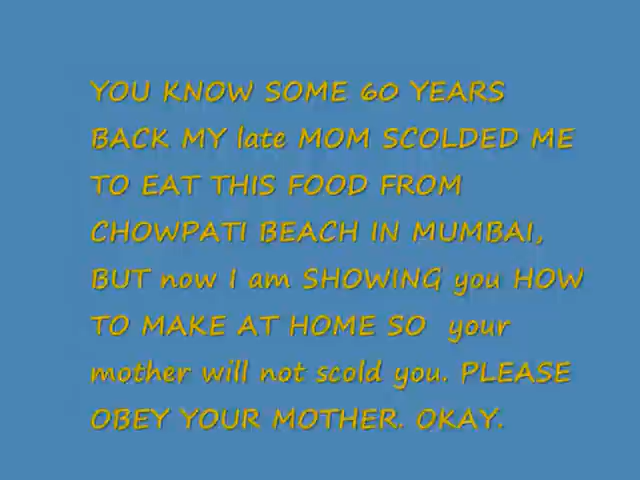 YOU KNOW SOME 60 YEARS
BACK MY late MOM SCOLDED ME
TO EAT THIS FOOD FROM
CHOWPATI BEACH IN MUMBAI,
BUT now I am SHOWING you HOW
TO MAKE AT HOME SO your
mother will not scold you. PLEASE
OBEY YOUR MOTHER. OKAY.